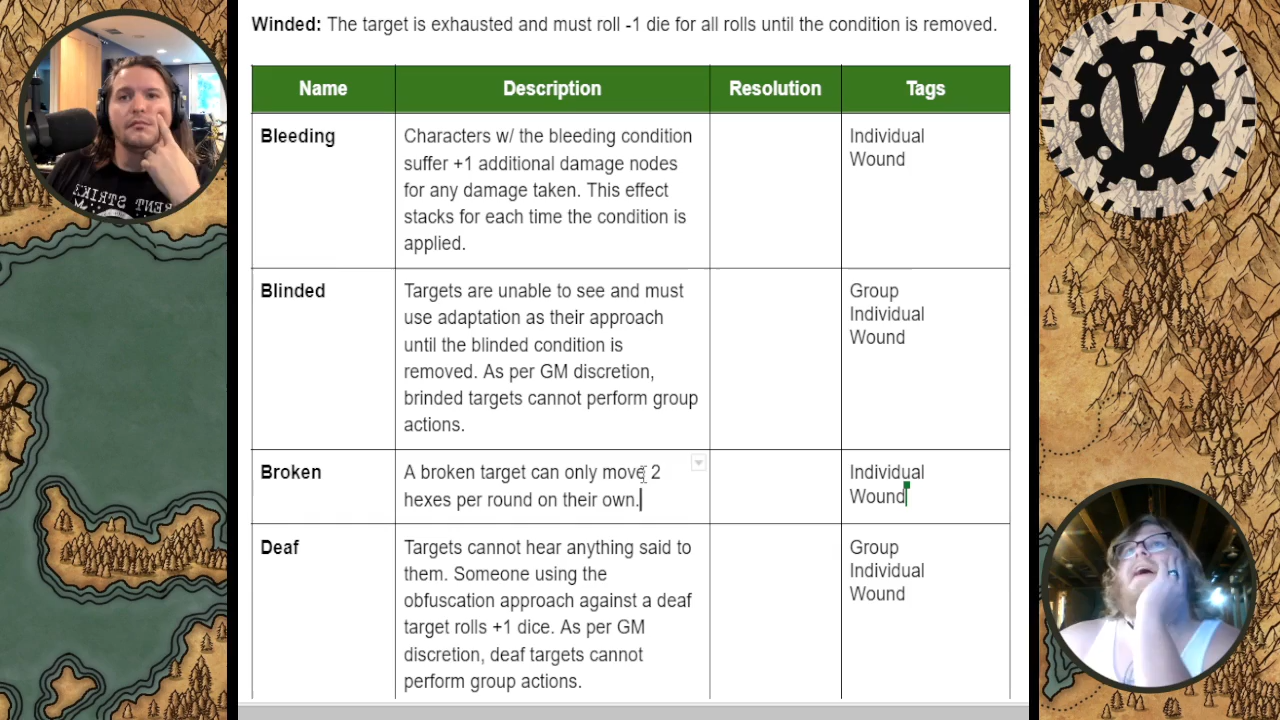 Winded: The target is exhausted and must roll -1 die for all rolls until the condition is removed.
Name Description Resolution Tags
Bleeding
Characters w/ the bleeding condition
suffer +1 additional damage nodes
for any damage taken. This effect
stacks for each time the condition is
applied.
Individual
Wound
Blinded
Targets are unable to see and must
use adaptation as their approach
until the blinded condition is
removed. As per GM discretion,
brinded targets cannot perform group
actions.
Group
Individual
Wound
Broken
A broken target can only move 2
hexes per round on their own.
Individual
Wound
Deaf
Targets cannot hear anything said to
them. Someone using the
obfuscation approach against a deaf
target rolls +1 dice. As per GM
discretion, deaf targets cannot
perform group actions.
Group
Individual
Wound
V